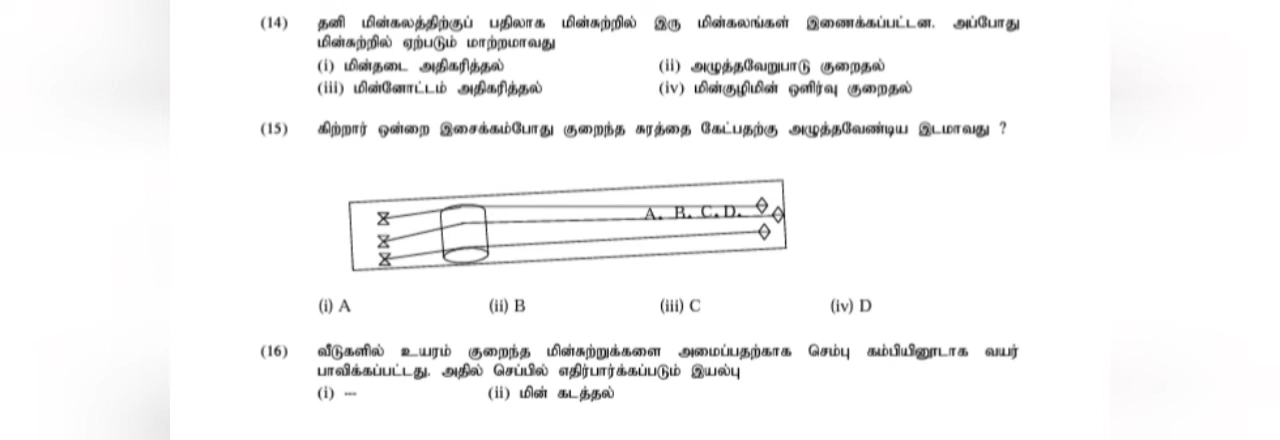 (14) தனி மின்கலத்திற்குப் பதிலாக மின்சுற்றில் இரு மின்கலங்கள் இணைக்கப்பட்டன. அப்போது
மின்சுற்றில் ஏற்படும் மாற்றமாவது
(i) மின்தடை அதிகரித்தல் (ii) அழுத்தவேறுபாடு குறைதல்
(iii) மின்னோட்டம் அதிகரித்தல் (iv) மின்குழிமின் ஒளிர்வு குறைதல்
(15) கிற்றார் ஒன்றை இசைக்கம்போது குறைந்த சுரத்தை கேட்பதற்கு அழுத்தவேண்டிய இடமாவது ?
A. B. C. D.
(i) A (ii) B (iii) C (iv) D
(16) வீடுகளில் உயரம் குறைந்த மின்சுற்றுக்களை அமைப்பதற்காக செம்பு கம்பியினூடாக வயர்
பாவிக்கப்பட்டது. அதில் செப்பில் எதிர்பார்க்கப்படும் இயல்பு
(i) --- (ii) மின் கடத்தல்